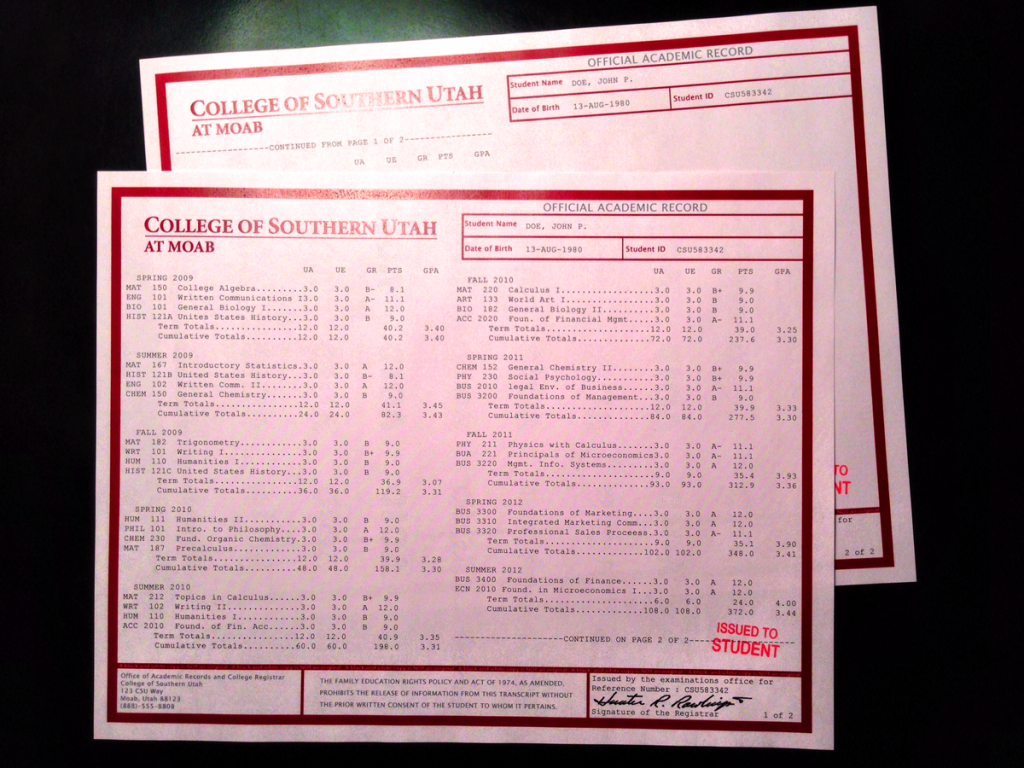 OFFICIAL ACADEMIC RECORD
COLLEGE OF SOUTHERN UTAH
AT MOAB
Student Name DOE, JOHN P.
Date of Birth 13-AUG-1980 Student ID CSU583342
--------------------CONTINUED FROM PAGE 1 OF 2--------------------
UA UE GR PTS GPA
TO
NT
for
2 of 2
OFFICIAL ACADEMIC RECORD
COLLEGE OF SOUTHERN UTAH
AT MOAB
Student Name DOE, JOHN P.
Date of Birth 13-AUG-1980 Student ID CSU583342
UA UE GR PTS GPA
SPRING 2009
MAT 150 College Algebra........3.0 3.0 B- 8.1
ENG 101 Written Communications I3.0 3.0 A- 11.1
BIO 101 General Biology I......3.0 3.0 A 12.0
HIST 121A Unites States History...3.0 3.0 B 9.0
Term Totals...............12.0 12.0 40.2 3.40
Cumulative Totals.........12.0 12.0 40.2 3.40
SUMMER 2009
MAT 167 Introductory Statistics.3.0 3.0 A 12.0
HIST 121B United States History...3.0 3.0 B- 8.1
ENG 102 Written Comm. II.......3.0 3.0 A 12.0
CHEM 150 General Chemistry......3.0 3.0 B 9.0
Term Totals...............12.0 12.0 41.1 3.45
Cumulative Totals.........24.0 24.0 82.3 3.43
FALL 2009
MAT 182 Trigonometry...........3.0 3.0 B 9.0
WRT 101 Writing I..............3.0 3.0 B+ 9.9
HUM 110 Humanities I...........3.0 3.0 B 9.0
HIST 121C United States History...3.0 3.0 B 9.0
Term Totals...............12.0 12.0 36.9 3.07
Cumulative Totals.........36.0 36.0 119.2 3.31
SPRING 2010
HUM 111 Humanities II..........3.0 3.0 B 9.0
PHIL 101 Intro. to Philosophy....3.0 3.0 A 12.0
CHEM 230 Fund. Organic Chemistry.3.0 3.0 B+ 9.9
MAT 187 Precalculus............3.0 3.0 B 9.0
Term Totals...............12.0 12.0 39.9 3.28
Cumulative Totals.........48.0 48.0 158.1 3.30
SUMMER 2010
MAT 212 Topics in Calculus.....3.0 3.0 B+ 9.9
WRT 102 Writing II.............3.0 3.0 A 12.0
HUM 110 Humanities I...........3.0 3.0 B 9.0
ACC 2010 Found. of Fin. Acc.....3.0 3.0 B 9.0
Term Totals...............12.0 12.0 40.9 3.35
Cumulative Totals.........60.0 60.0 198.0 3.31
UA UE GR PTS GPA
FALL 2010
MAT 220 Calculus I.................3.0 3.0 B+ 9.9
ART 133 World Art I................3.0 3.0 B 9.0
BIO 182 General Biology II.........3.0 3.0 B 9.0
ACC 2020 Foun. of Financial Mgmt....3.0 3.0 A- 11.1
Term Totals....................12.0 12.0 39.0 3.25
Cumulative Totals..............72.0 72.0 237.6 3.30
SPRING 2011
CHEM 152 General Chemistry II.......3.0 3.0 B+ 9.9
PHY 230 Social Psychology..........3.0 3.0 B+ 9.9
BUS 2010 legal Env. of Business.....3.0 3.0 A- 11.1
BUS 3200 Foundations of Management..3.0 3.0 B 9.0
Term Totals....................12.0 12.0 39.9 3.33
Cumulative Totals..............84.0 84.0 277.5 3.30
FALL 2011
PHY 211 Physics with Calculus......3.0 3.0 A- 11.1
BUA 221 Principals of Microeconomics3.0 3.0 A- 11.1
BUS 3220 Mgmt. Info. Systems........3.0 3.0 A 12.0
Term Totals....................9.0 9.0 35.4 3.93
Cumulative Totals..............93.0 93.0 312.9 3.36
SPRING 2012
BUS 3300 Foundations of Marketing...3.0 3.0 A 12.0
BUS 3310 Integrated Marketing Comm..3.0 3.0 A 12.0
BUS 3320 Professional Sales Proceess.3.0 3.0 A- 11.1
Term Totals....................9.0 9.0 35.1 3.90
Cumulative Totals.............102.0 102.0 348.0 3.41
SUMMER 2012
BUS 3400 Foundations of Finance.....3.0 3.0 A 12.0
ECN 2010 Found. in Microeconomics I..3.0 3.0 A 12.0
Term Totals....................6.0 6.0 24.0 4.00
Cumulative Totals.............108.0 108.0 372.0 3.44
--------------------CONTINUED ON PAGE 2 OF 2--------------------
ISSUED TO
STUDENT
Office of Academic Records and College Registrar
College of Southern Utah
123 CSU Way
Moab, Utah 88123
(883)-555-8808
THE FAMILY EDUCATION RIGHTS POLICY AND ACT OF 1974, AS AMENDED,
PROHIBITS THE RELEASE OF INFORMATION FROM THIS TRANSCRIPT WITHOUT
THE PRIOR WRITTEN CONSENT OF THE STUDENT TO WHOM IT PERTAINS.
Issued by the examinations office for
Reference Number : CSU583342
Hunter R. Rawlings
Signature of the Registrar
1 of 2